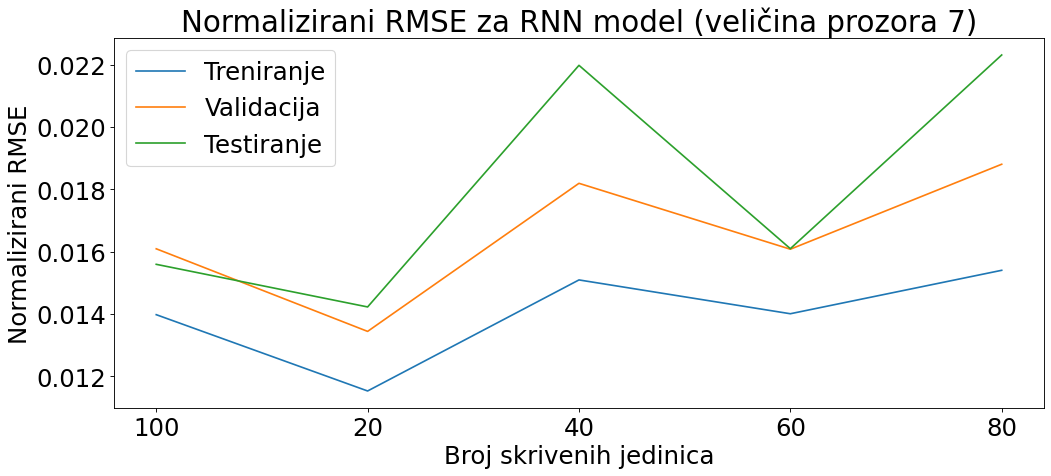 Normalizirani RMSE za RNN model (veličina prozora 7)
Treniranje
Validacija
Testiranje
Normalizirani RMSE
0.022
0.020
0.018
0.016
0.014
0.012
100 20 40 60 80
Broj skrivenih jedinica